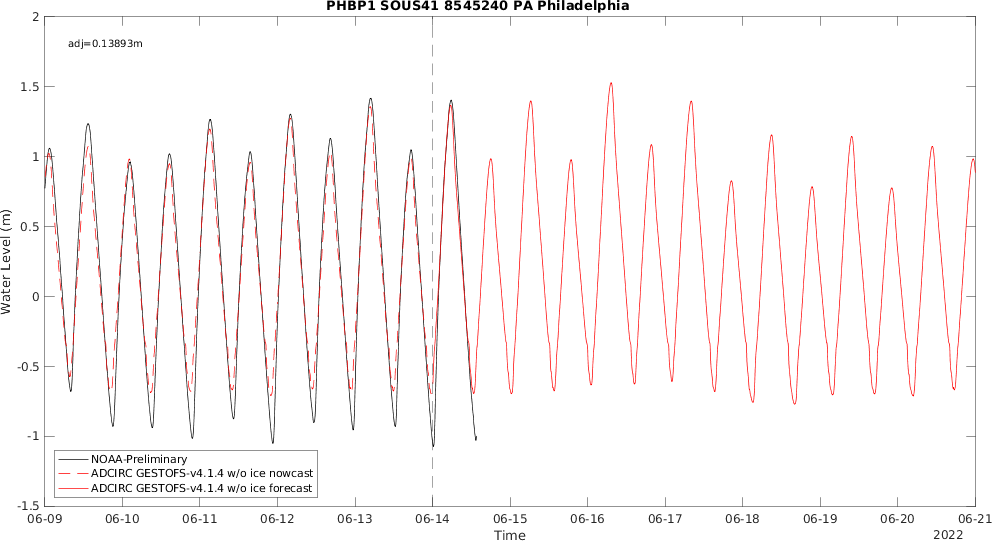 PHBP1 SOUS41 8545240 PA Philadelphia
adj=0.13893m
2
1.5
1
0.5
0
-0.5
-1
-1.5
Water Level (m)
NOAA-Preliminary
ADCIRC GESTOFS-v4.1.4 w/o ice nowcast
ADCIRC GESTOFS-v4.1.4 w/o ice forecast
06-09 06-10 06-11 06-12 06-13 06-14 06-15 06-16 06-17 06-18 06-19 06-20 06-21
Time
2022